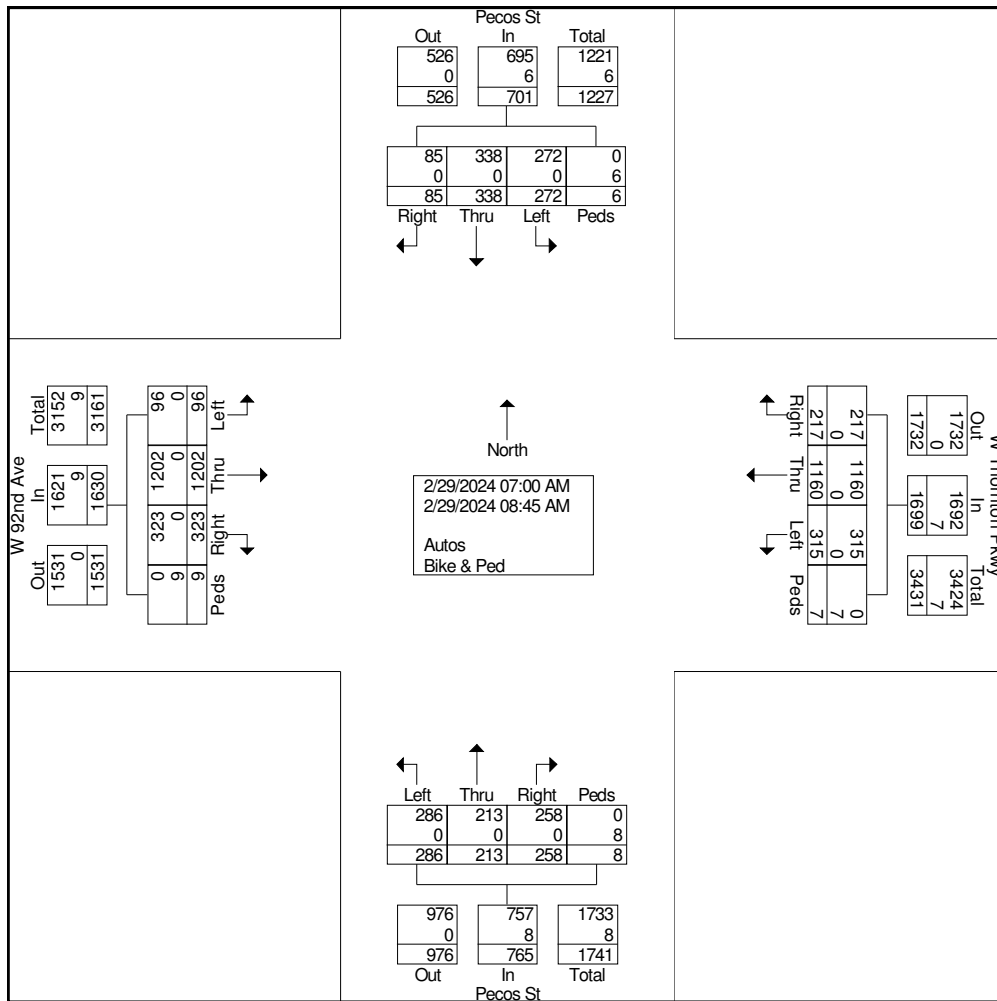 Pecos St
Out In Total
526 695 1221
0 6 6
526 701 1227
85 338 272 0
0 0 0 6
85 338 272 6
Right Thru Left Peds
W 92nd Ave
Total In Out
3152 1621 1531
9 9 0
3161 1630 1531
96 1202 323 0
0 0 0 9
96 1202 323 9
Left Thru Right Peds
North
2/29/2024 07:00 AM
2/29/2024 08:45 AM
Autos
Bike & Ped
Right Thru Left Peds
217 1160 315 0
0 0 0 7
217 1160 315 7
W Thornton Pkwy
Out In Total
1732 1692 3424
0 7 7
1732 1699 3431
Left Thru Right Peds
286 213 258 0
0 0 0 8
286 213 258 8
976 757 1733
0 8 8
976 765 1741
Out In Total
Pecos St